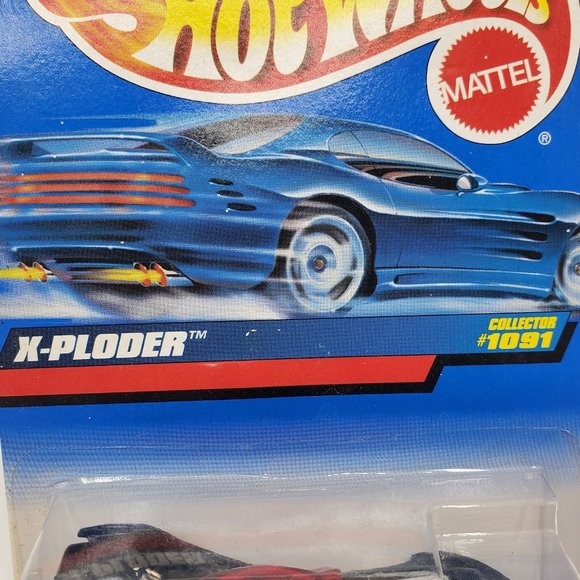 HOT WHEELS
MATTEL
®
X-PLODER™
COLLECTOR
#1091